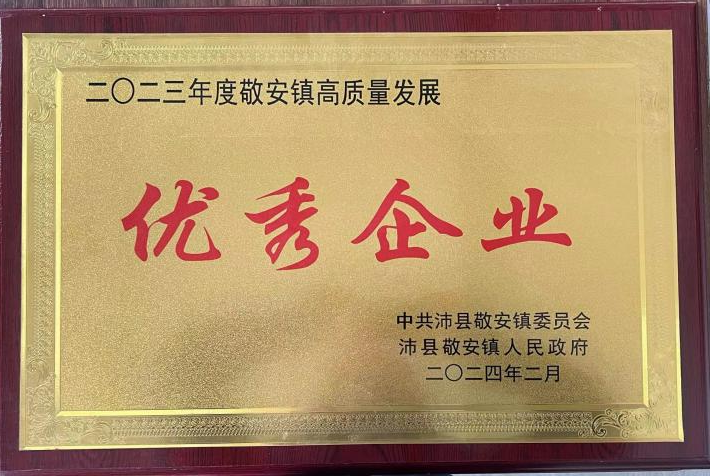 二〇二三年度敬安镇高质量发展
优秀企业
中共沛县敬安镇委员会
沛县敬安镇人民政府
二〇二四年二月